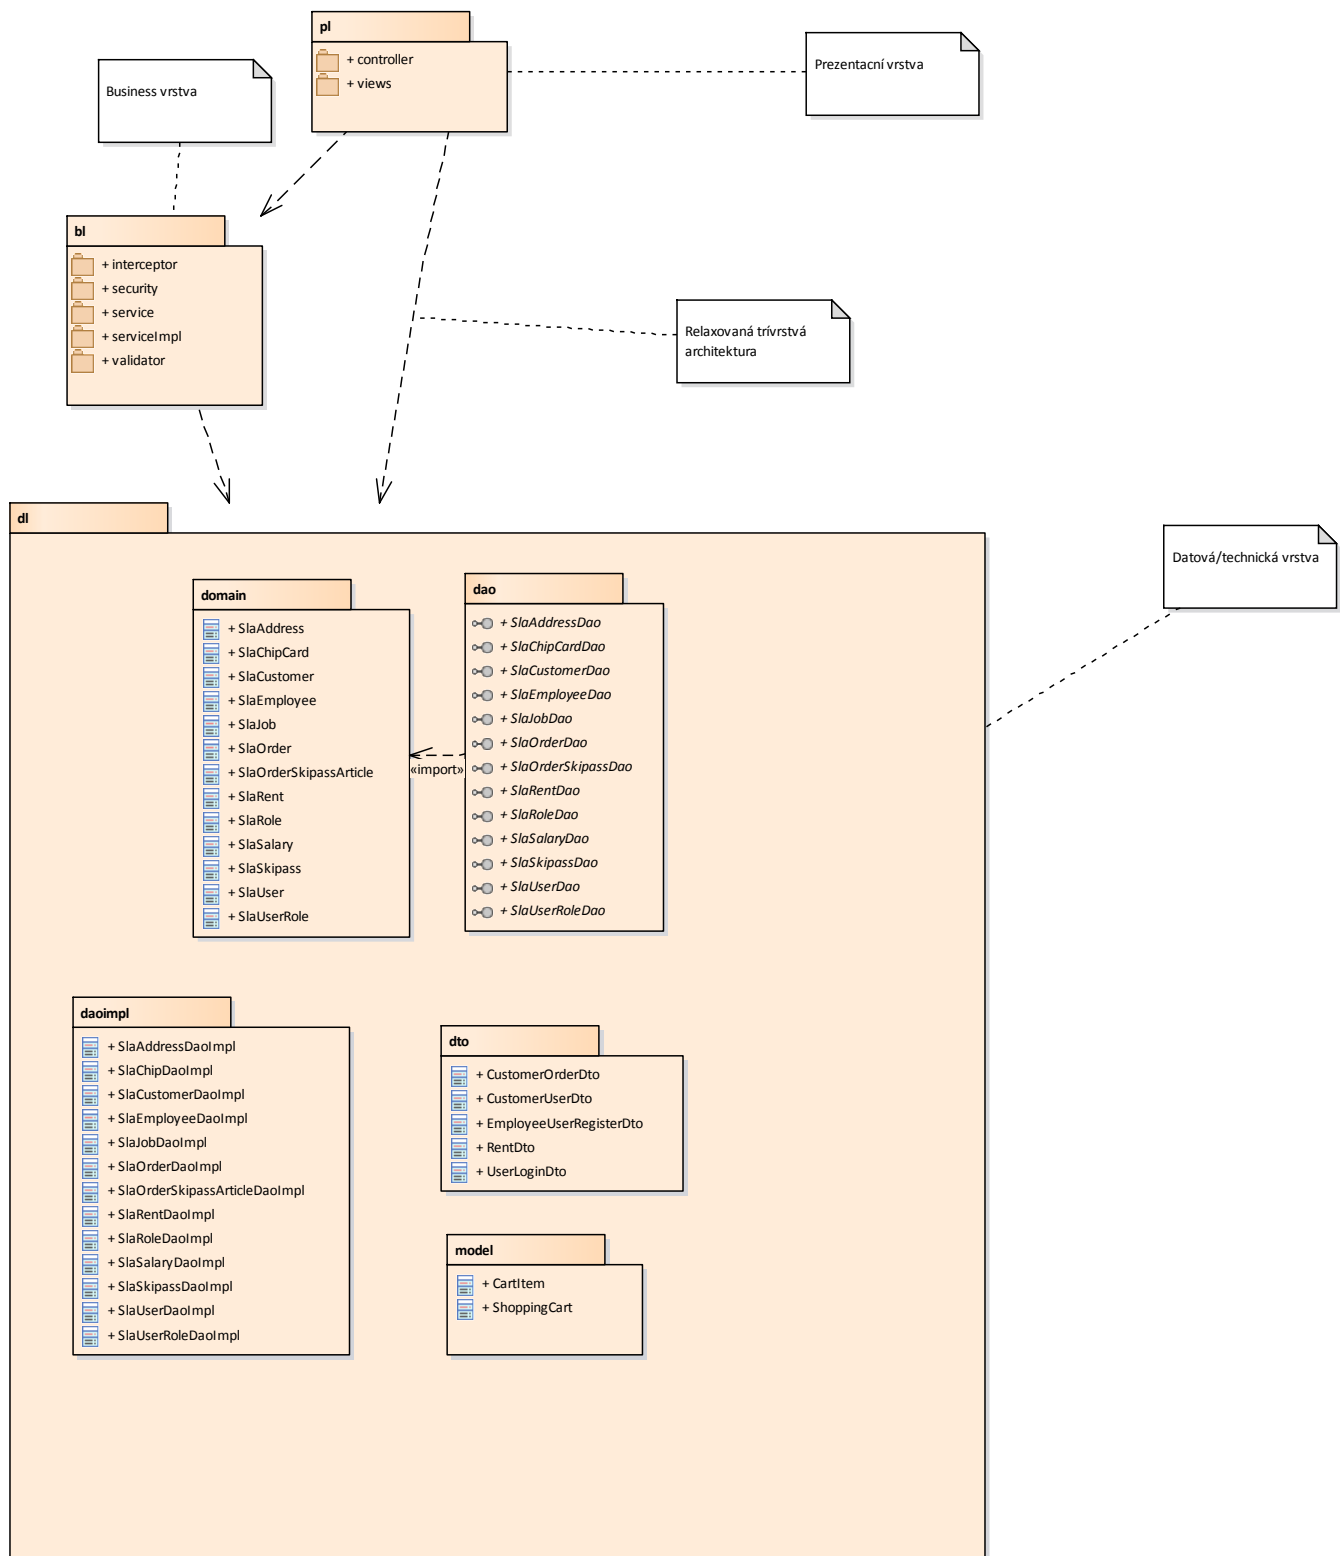 pl
+ controller
+ views
Prezentacní vrstva
Business vrstva
bl
+ interceptor
+ security
+ service
+ serviceImpl
+ validator
Relaxovaná trívrstvá
architektura
dl
Datová/technická vrstva
domain
+ SlaAddress
+ SlaChipCard
+ SlaCustomer
+ SlaEmployee
+ SlaJob
+ SlaOrder
+ SlaOrderSkipassArticle
+ SlaRent
+ SlaRole
+ SlaSalary
+ SlaSkipass
+ SlaUser
+ SlaUserRole
«import»
dao
+ SlaAddressDao
+ SlaChipCardDao
+ SlaCustomerDao
+ SlaEmployeeDao
+ SlaJobDao
+ SlaOrderDao
+ SlaOrderSkipassDao
+ SlaRentDao
+ SlaRoleDao
+ SlaSalaryDao
+ SlaSkipassDao
+ SlaUserDao
+ SlaUserRoleDao
daoimpl
+ SlaAddressDaoImpl
+ SlaChipDaoImpl
+ SlaCustomerDaoImpl
+ SlaEmployeeDaoImpl
+ SlaJobDaoImpl
+ SlaOrderDaoImpl
+ SlaOrderSkipassArticleDaoImpl
+ SlaRentDaoImpl
+ SlaRoleDaoImpl
+ SlaSalaryDaoImpl
+ SlaSkipassDaoImpl
+ SlaUserDaoImpl
+ SlaUserRoleDaoImpl
dto
+ CustomerOrderDto
+ CustomerUserDto
+ EmployeeUserRegisterDto
+ RentDto
+ UserLoginDto
model
+ CartItem
+ ShoppingCart